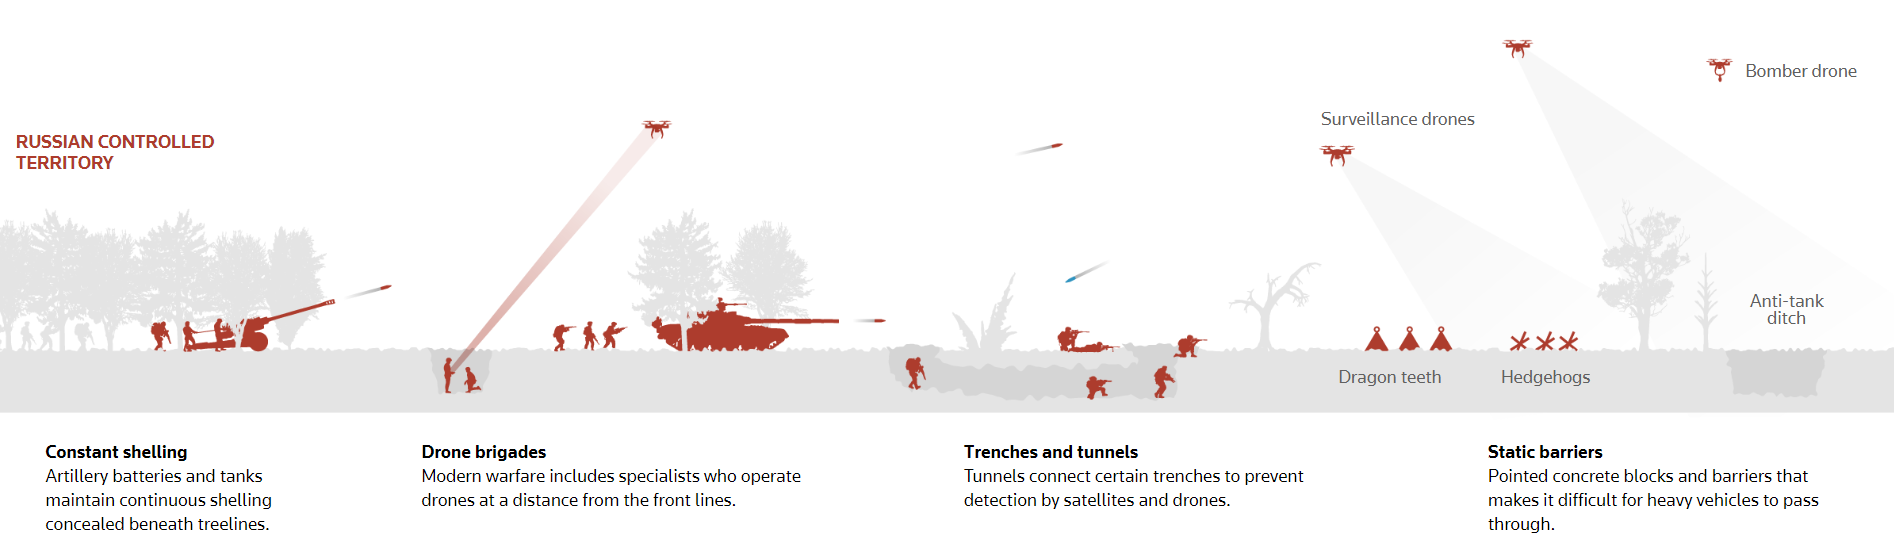 Bomber drone
Surveillance drones
RUSSIAN CONTROLLED
TERRITORY
Anti-tank
ditch
Dragon teeth
Hedgehogs
Constant shelling
Artillery batteries and tanks
maintain continuous shelling
concealed beneath treelines.
Drone brigades
Modern warfare includes specialists who operate
drones at a distance from the front lines.
Trenches and tunnels
Tunnels connect certain trenches to prevent
detection by satellites and drones.
Static barriers
Pointed concrete blocks and barriers that
makes it difficult for heavy vehicles to pass
through.